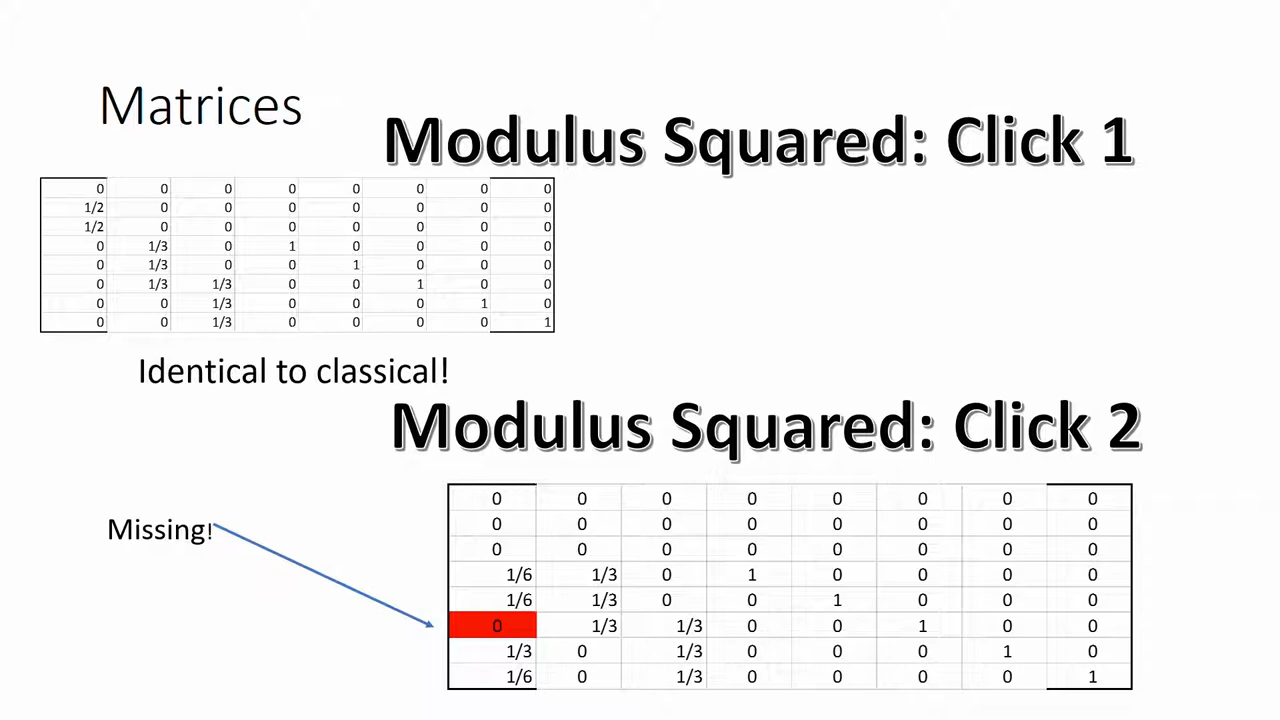 Matrices
Modulus Squared: Click 1
0 0 0 0 0 0 0 0
1/2 0 0 0 0 0 0 0
1/2 0 0 0 0 0 0 0
0 1/3 0 1 0 0 0 0
0 1/3 0 0 1 0 0 0
0 1/3 1/3 0 0 1 0 0
0 0 1/3 0 0 0 1 0
0 0 1/3 0 0 0 0 1
Identical to classical!
Modulus Squared: Click 2
Missing!
0 0 0 0 0 0 0 0
0 0 0 0 0 0 0 0
0 0 0 0 0 0 0 0
1/6 1/3 0 1 0 0 0 0
1/6 1/3 0 0 1 0 0 0
0 1/3 1/3 0 0 1 0 0
1/3 0 1/3 0 0 0 1 0
1/6 0 1/3 0 0 0 0 1